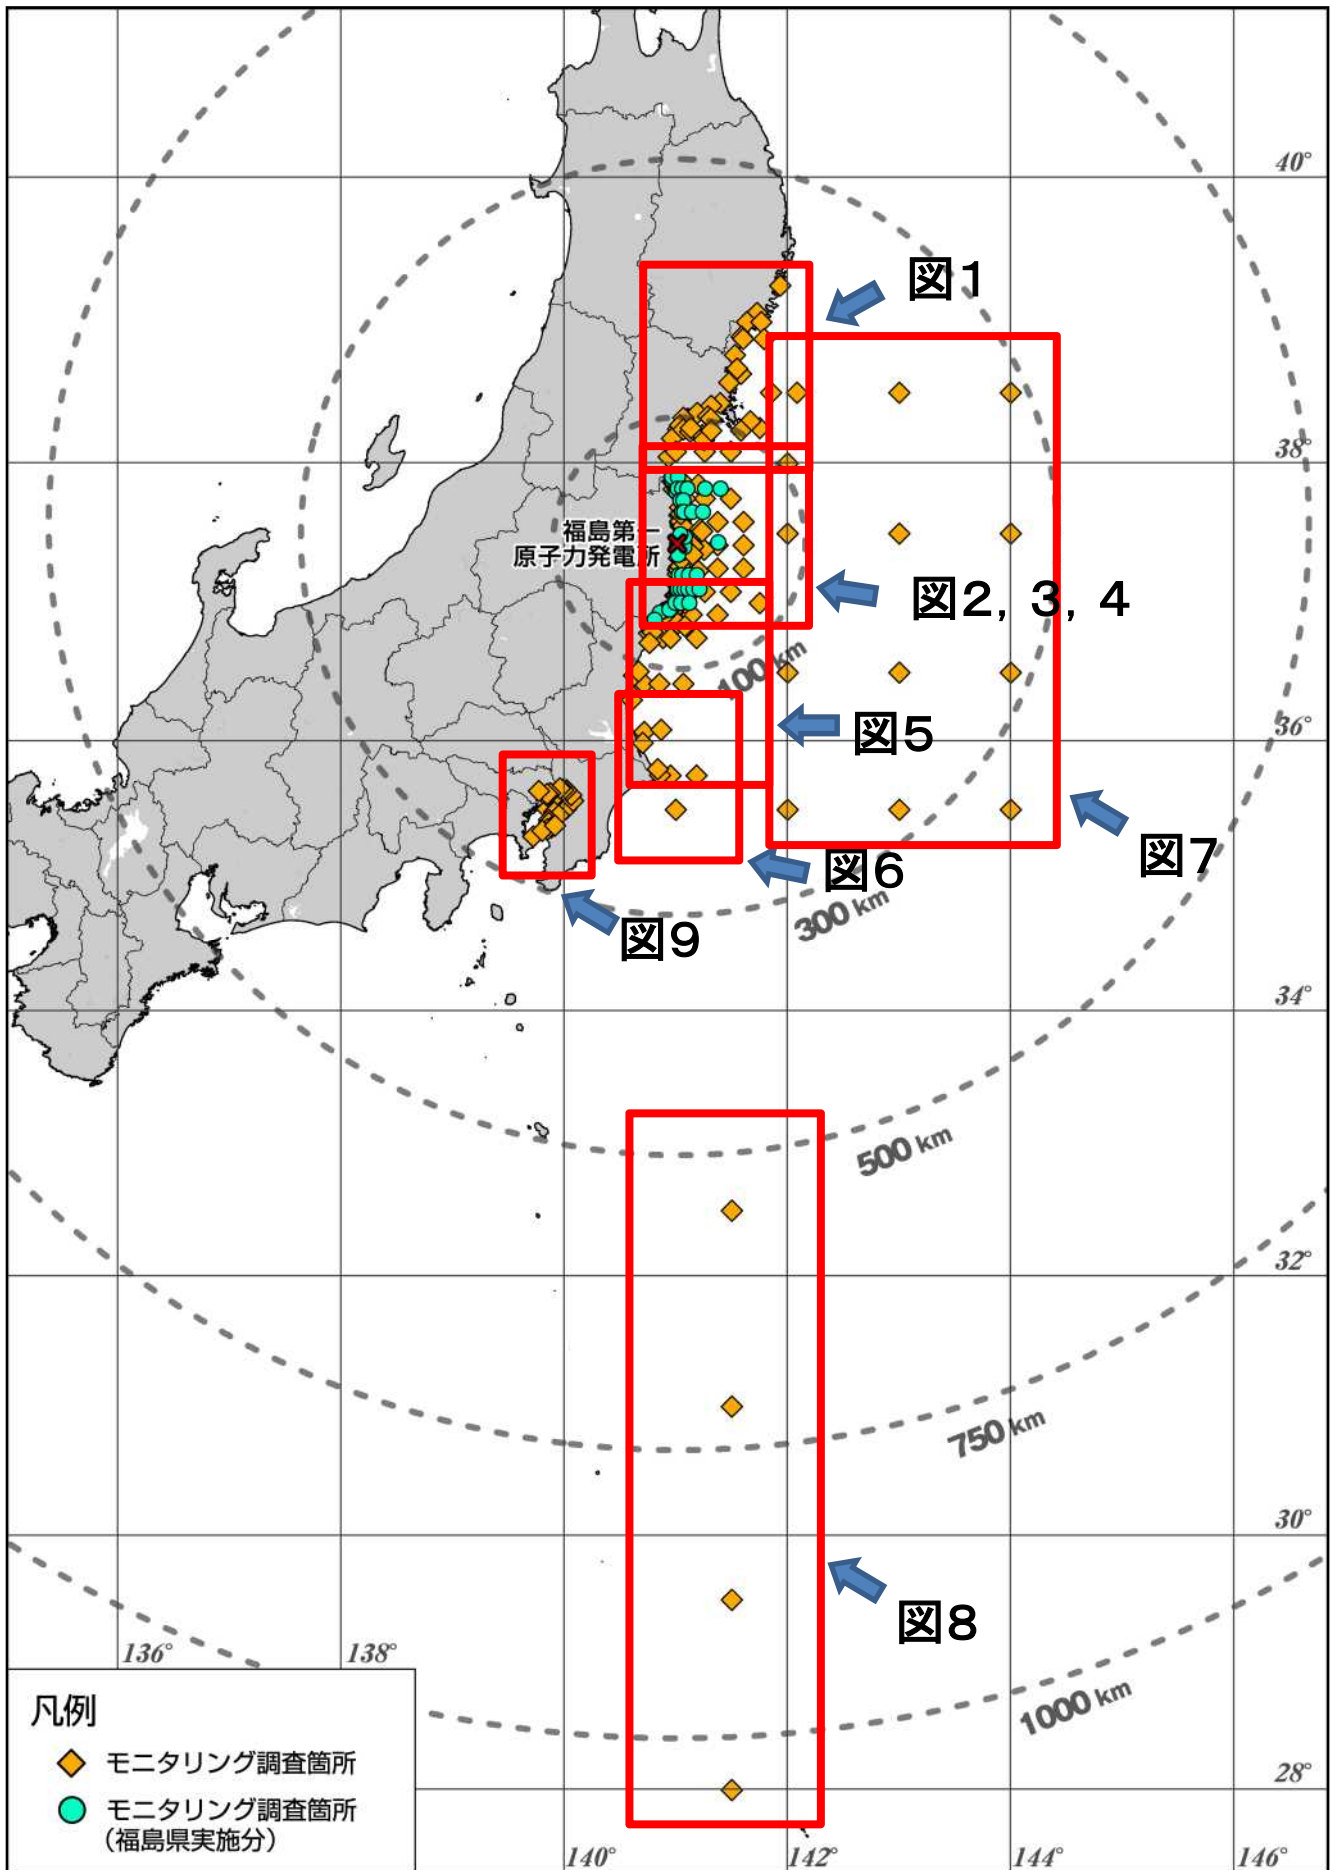 40°
図1
38°
福島第一
原子力発電所
図2, 3, 4
100 km
図5
36°
図7
図6
300 km
図9
34°
500 km
32°
750 km
30°
図8
136°
138°
1000 km
凡例
モニタリング調査箇所
モニタリング調査箇所
(福島県実施分)
28°
140°
142°
144°
146°